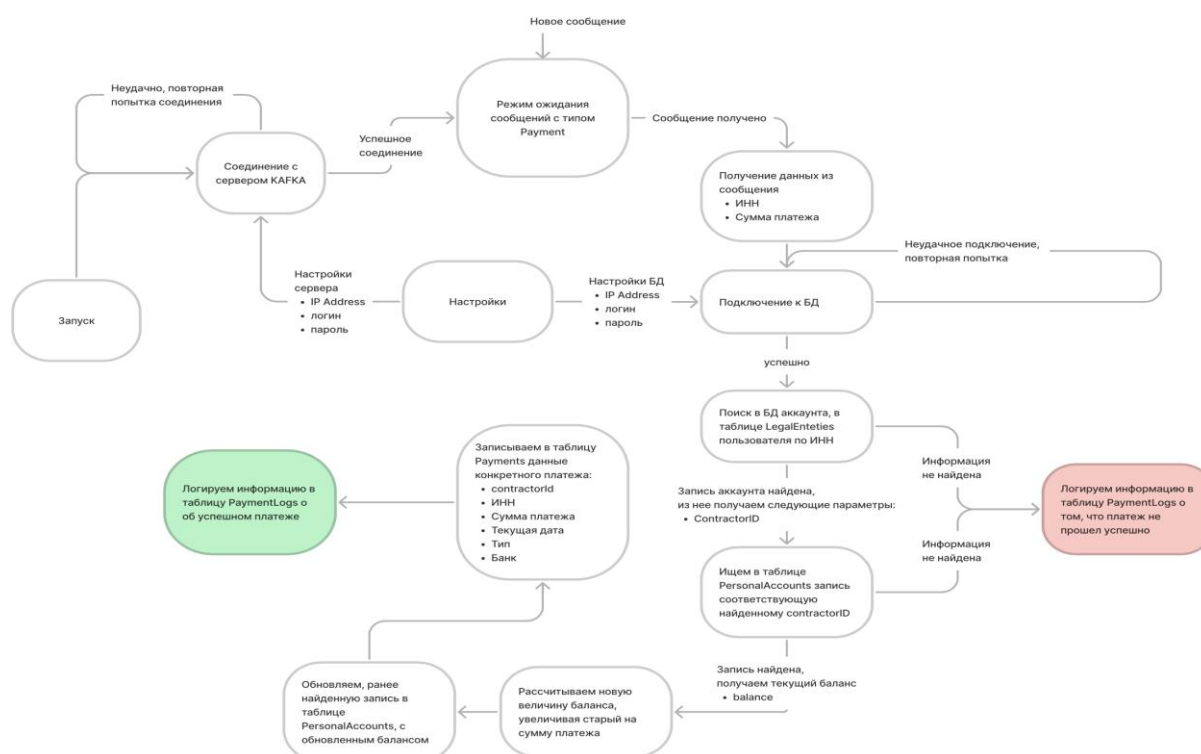 Новое сообщение
Неудачно, повторная
попытка соединения
Режим ожидания
сообщений с типом
Payment
Сообщение получено
Успешное
соединение
Соединение с
сервером KAFKA
Получение данных из
сообщения
• ИНН
• Сумма платежа
Неудачное подключение,
повторная попытка
Настройки
сервера
• IP Address
• логин
• пароль
Настройки
Настройки БД
• IP Address
• логин
• пароль
Подключение к БД
Запуск
успешно
Поиск в БД аккаунта, в
таблице LegalEnteties
пользователя по ИНН
Записываем в таблицу
Payments данные
конкретного платежа:
• contractorId
• ИНН
• Сумма платежа
• Текущая дата
• Тип
• Банк
Логируем информацию в
таблицу PaymentLogs о
об успешном платеже
Информация
не найдена
Запись аккаунта найдена,
из нее получаем следующие параметры:
• ContractorID
Логируем информацию в
таблицу PaymentLogs о
том, что платеж не
прошел успешно
Информация
не найдена
Ищем в таблице
PersonalAccounts запись
соответствующую
найденному contractorID
Запись найдена,
получаем текущий баланс
• balance
Обновляем, ранее
найденную запись в
таблице
PersonalAccounts, с
обновленным балансом
Рассчитываем новую
величину баланса,
увеличивая старый на
сумму платежа